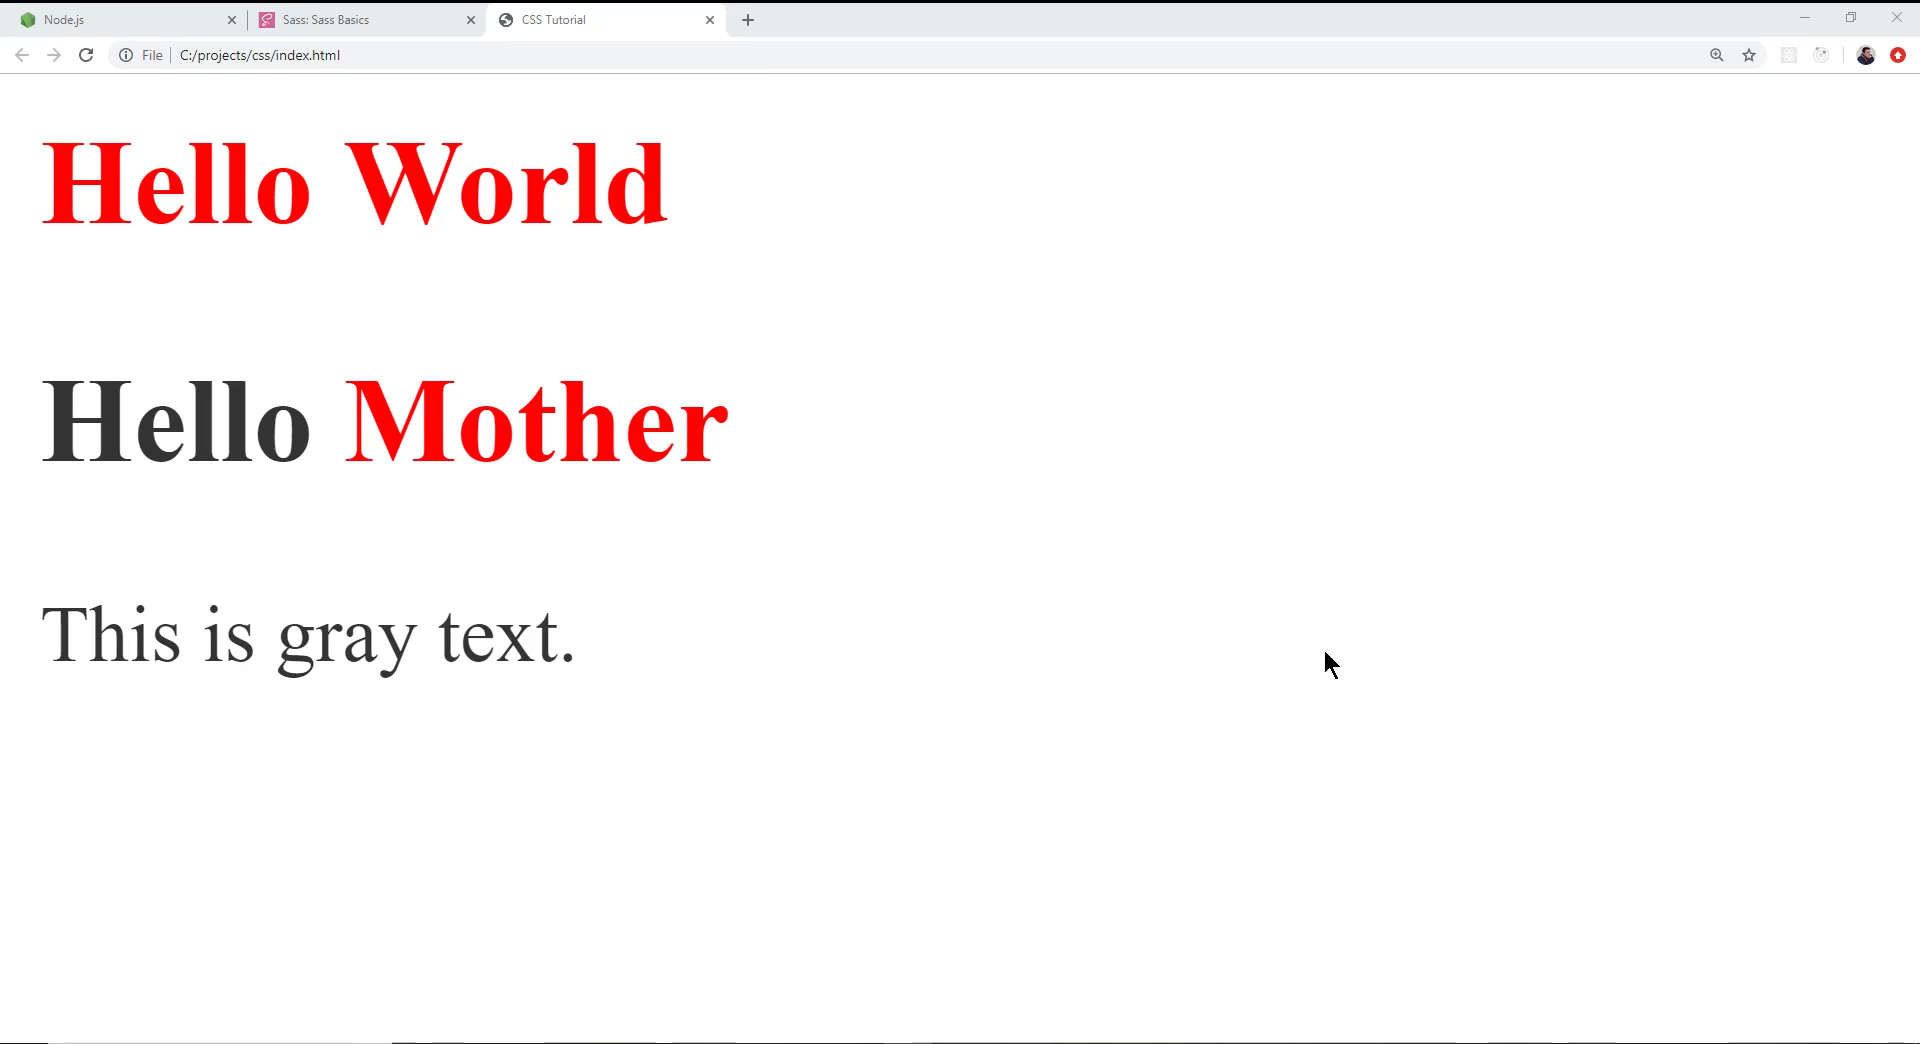 Node.js
Sass: Sass Basics
CSS Tutorial
File
C:/projects/css/index.html
Hello World
Hello Mother
This is gray text.